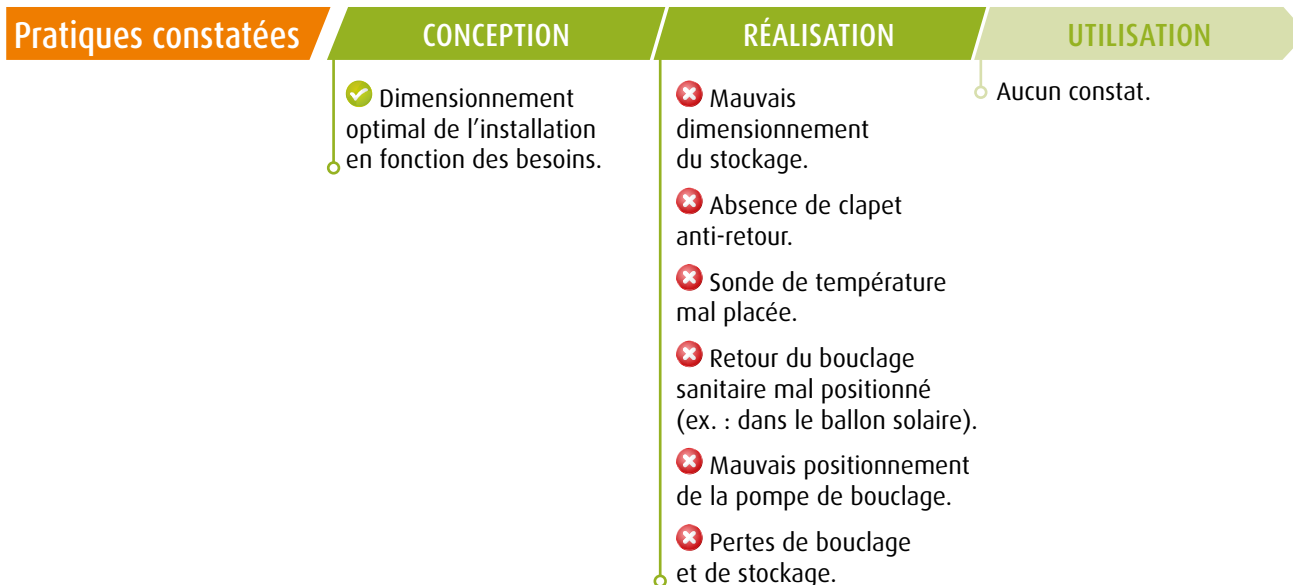 Pratiques constatées
CONCEPTION
RÉALISATION
UTILISATION
Dimensionnement
optimal de l'installation
en fonction des besoins.
Mauvais
dimensionnement
du stockage.
Absence de clapet
anti-retour.
Sonde de température
mal placée.
Retour du bouclage
sanitaire mal positionné
(ex. : dans le ballon solaire).
Mauvais positionnement
de la pompe de bouclage.
Pertes de bouclage
et de stockage.
Aucun constat.